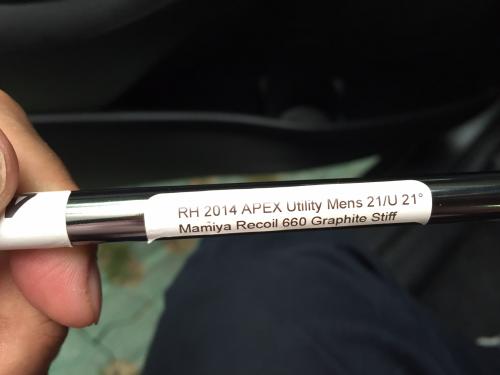 RH 2014 APEX Utility Mens 21/U 21°
Mamiya Recoil 660 Graphite Stiff